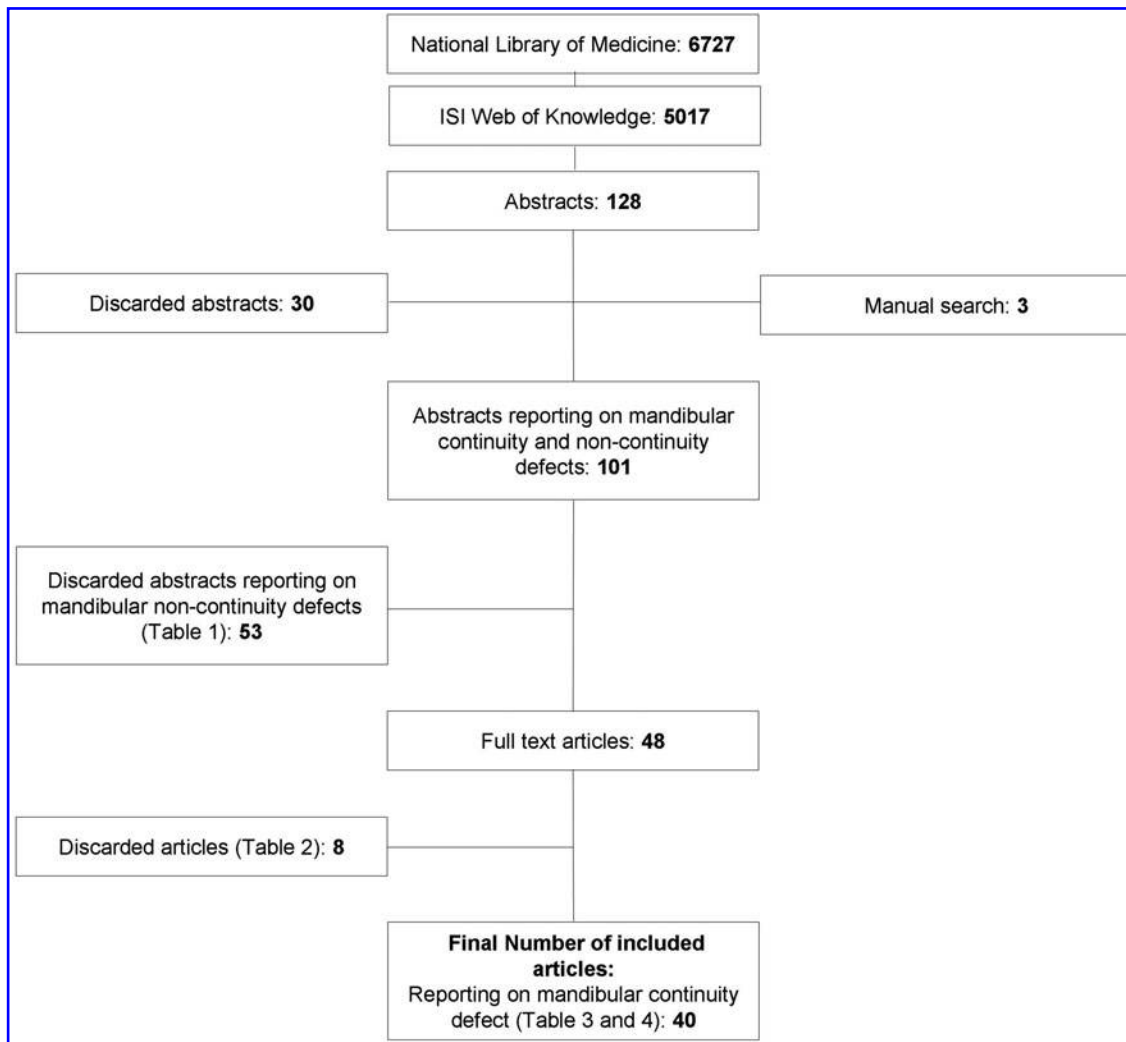 National Library of Medicine: 6727
ISI Web of Knowledge: 5017
Abstracts: 128
Discarded abstracts: 30
Manual search: 3
Abstracts reporting on mandibular
continuity and non-continuity
defects: 101
Discarded abstracts reporting on
mandibular non-continuity defects
(Table 1): 53
Full text articles: 48
Discarded articles (Table 2): 8
Final Number of included
articles:
Reporting on mandibular continuity
defect (Table 3 and 4): 40